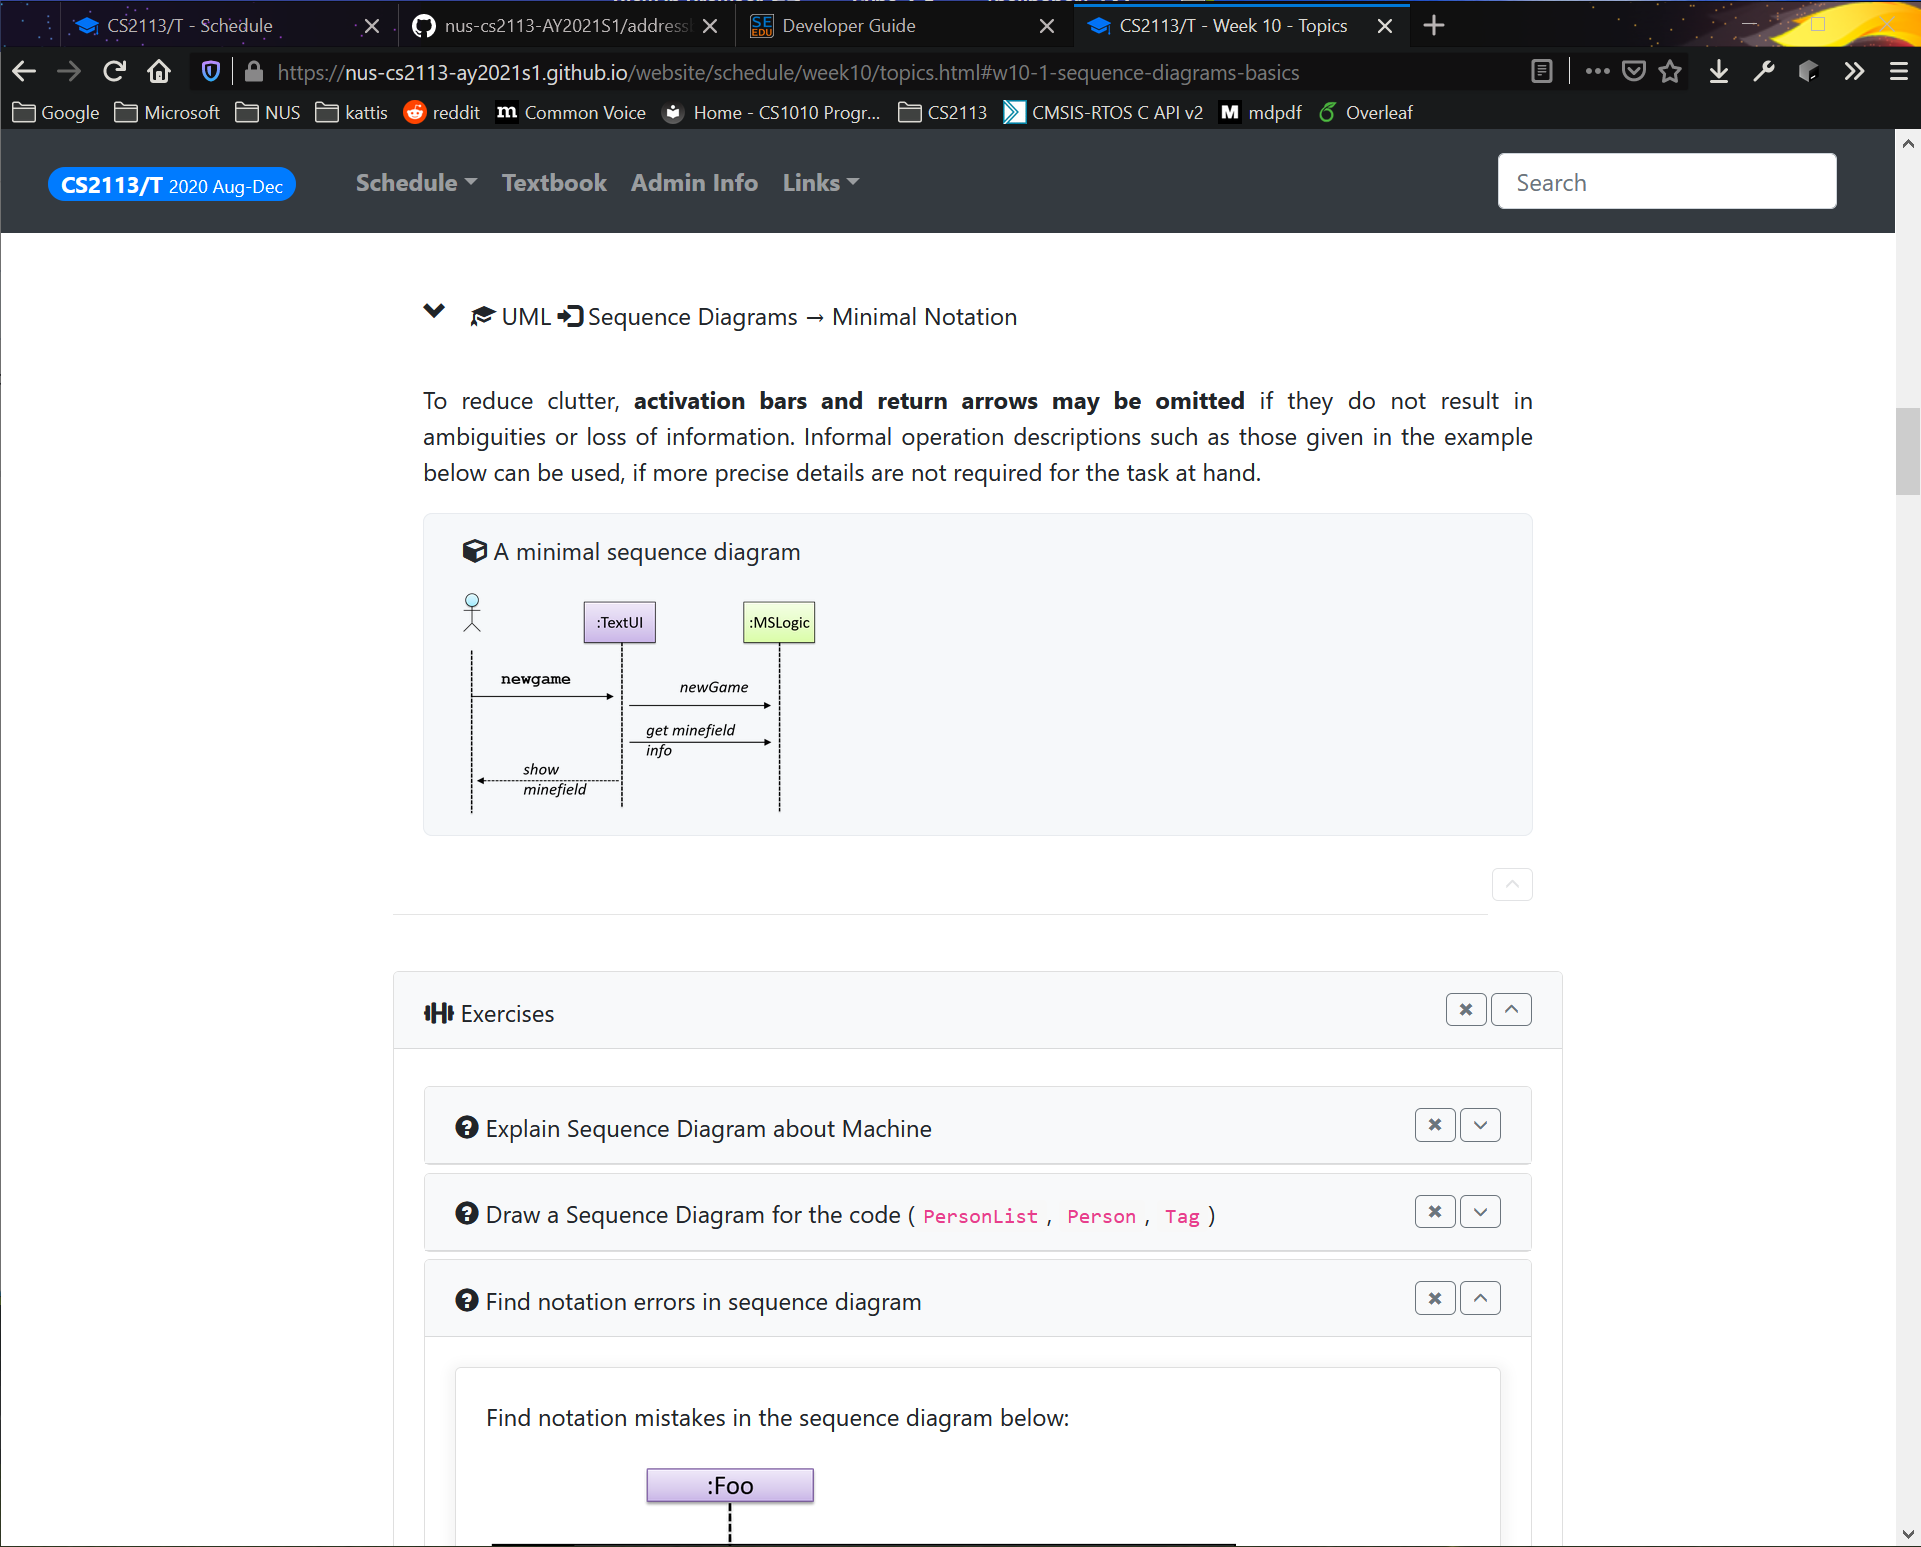 CS2113/T - Schedule
nus-cs2113-AY2021S1/address
Developer Guide
CS2113/T - Week 10 - Topics
https://nus-cs2113-ay2021s1.github.io/website/schedule/week10/topics.html#w10-1-sequence-diagrams-basics
Google Microsoft NUS kattis reddit Common Voice Home - CS1010 Progr... CS2113 CMSIS-RTOS C API v2 mdpdf Overleaf
CS2113/T 2020 Aug-Dec Schedule Textbook Admin Info Links Search
UML Sequence Diagrams → Minimal Notation
To reduce clutter, activation bars and return arrows may be omitted if they do not result in
ambiguities or loss of information. Informal operation descriptions such as those given in the example
below can be used, if more precise details are not required for the task at hand.
A minimal sequence diagram
:TextUI :MSLogic
newgame
newGame
get minefield
info
show
minefield
Exercises
Explain Sequence Diagram about Machine
Draw a Sequence Diagram for the code ( PersonList , Person , Tag )
Find notation errors in sequence diagram
Find notation mistakes in the sequence diagram below:
:Foo